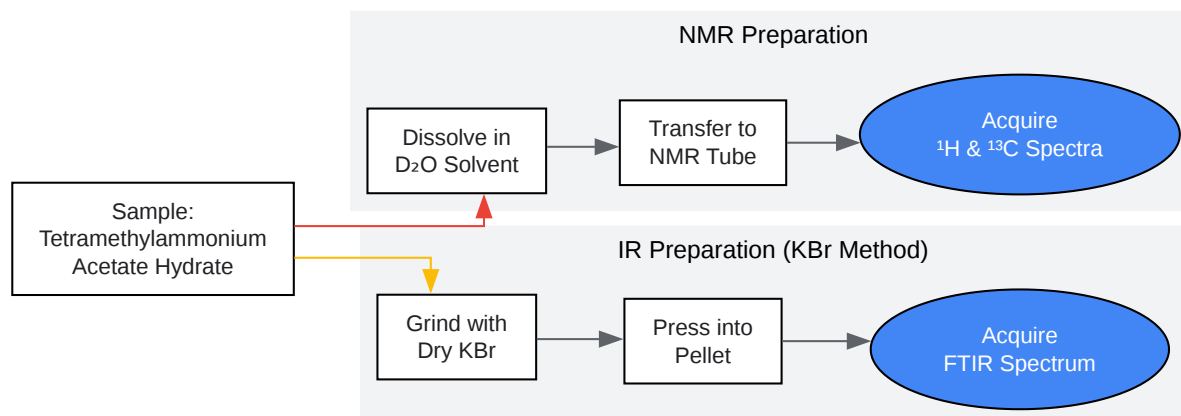 NMR Preparation
Dissolve in
D₂O Solvent
Transfer to
NMR Tube
Acquire
¹H & ¹³C Spectra
Sample:
Tetramethylammonium
Acetate Hydrate
IR Preparation (KBr Method)
Grind with
Dry KBr
Press into
Pellet
Acquire
FTIR Spectrum